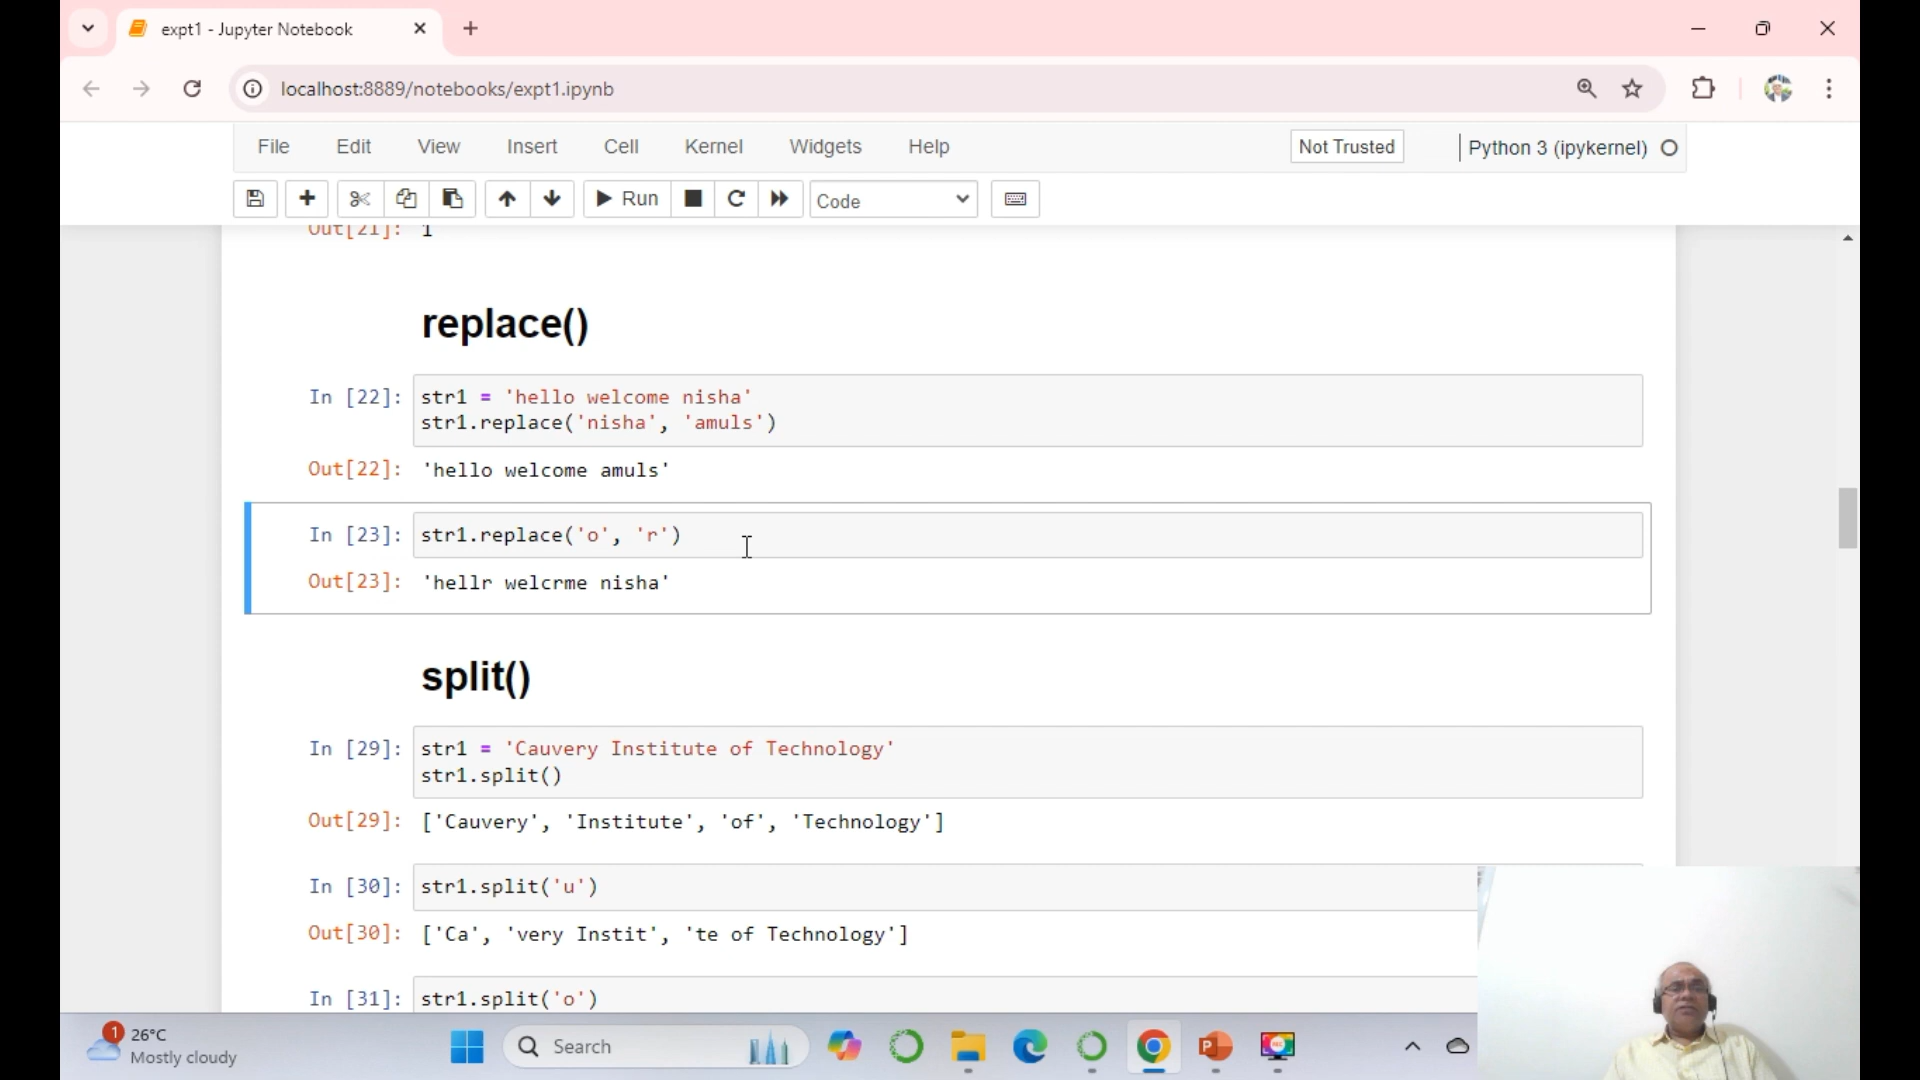 expt1 - Jupyter Notebook
localhost:8889/notebooks/expt1.ipynb
File Edit View Insert Cell Kernel Widgets Help Not Trusted Python 3 (ipykernel)
Run Code
Out[21]: 1
replace()
In [22]: str1 = 'hello welcome nisha'
str1.replace('nisha', 'amuls')
Out[22]: 'hello welcome amuls'
In [23]: str1.replace('o', 'r')
Out[23]: 'hellr welcrme nisha'
split()
In [29]: str1 = 'Cauvery Institute of Technology'
str1.split()
Out[29]: ['Cauvery', 'Institute', 'of', 'Technology']
In [30]: str1.split('u')
Out[30]: ['Ca', 'very Instit', 'te of Technology']
In [31]: str1.split('o')
1 26°C
Mostly cloudy
Search